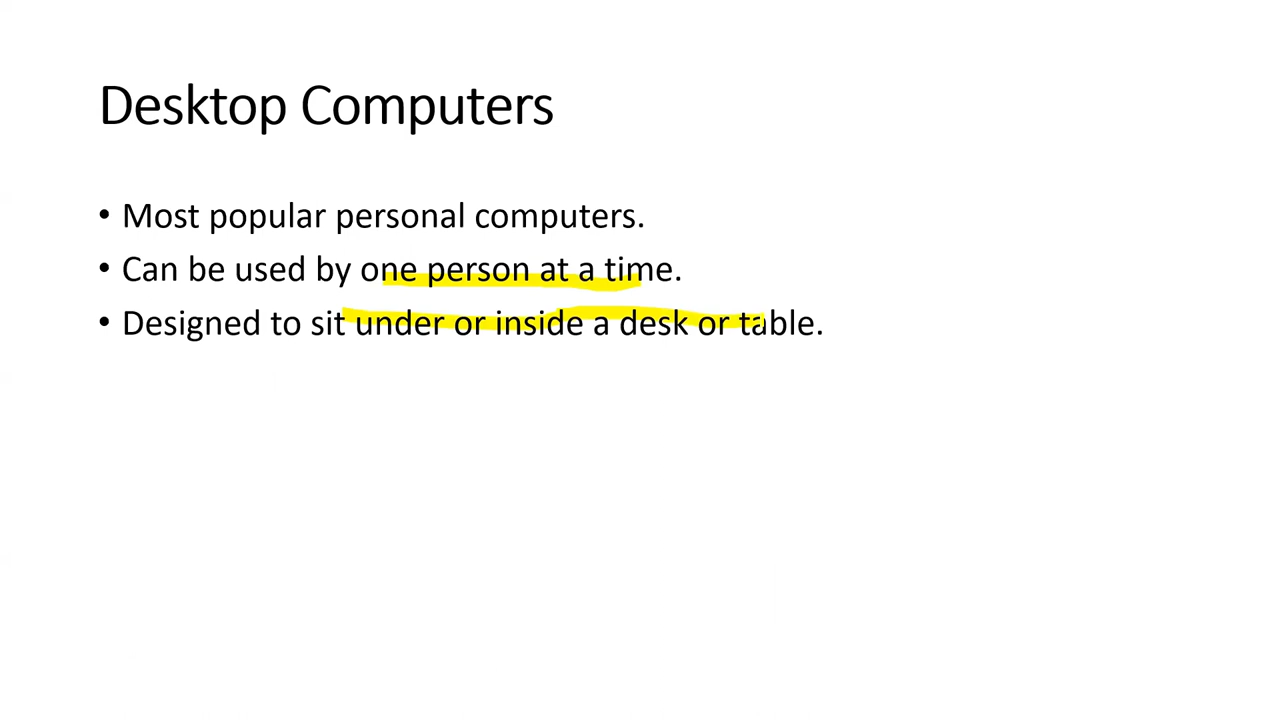 Desktop Computers
• Most popular personal computers.
• Can be used by one person at a time.
• Designed to sit under or inside a desk or table.